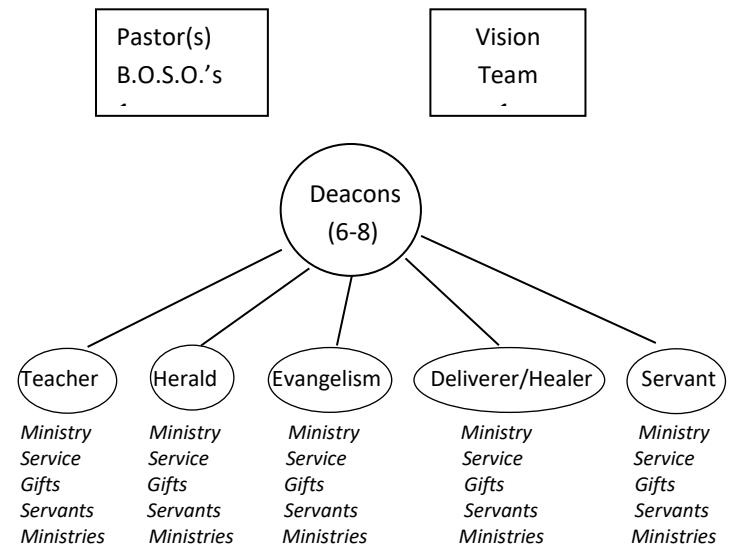 Pastor(s)
B.O.S.O.'s
Vision
Team
Deacons
(6-8)
Teacher
Herald
Evangelism
Deliverer/Healer
Servant
Ministry
Service
Gifts
Servants
Ministries
Ministry
Service
Gifts
Servants
Ministries
Ministry
Service
Gifts
Servants
Ministries
Ministry
Service
Gifts
Servants
Ministries
Ministry
Service
Gifts
Servants
Ministries